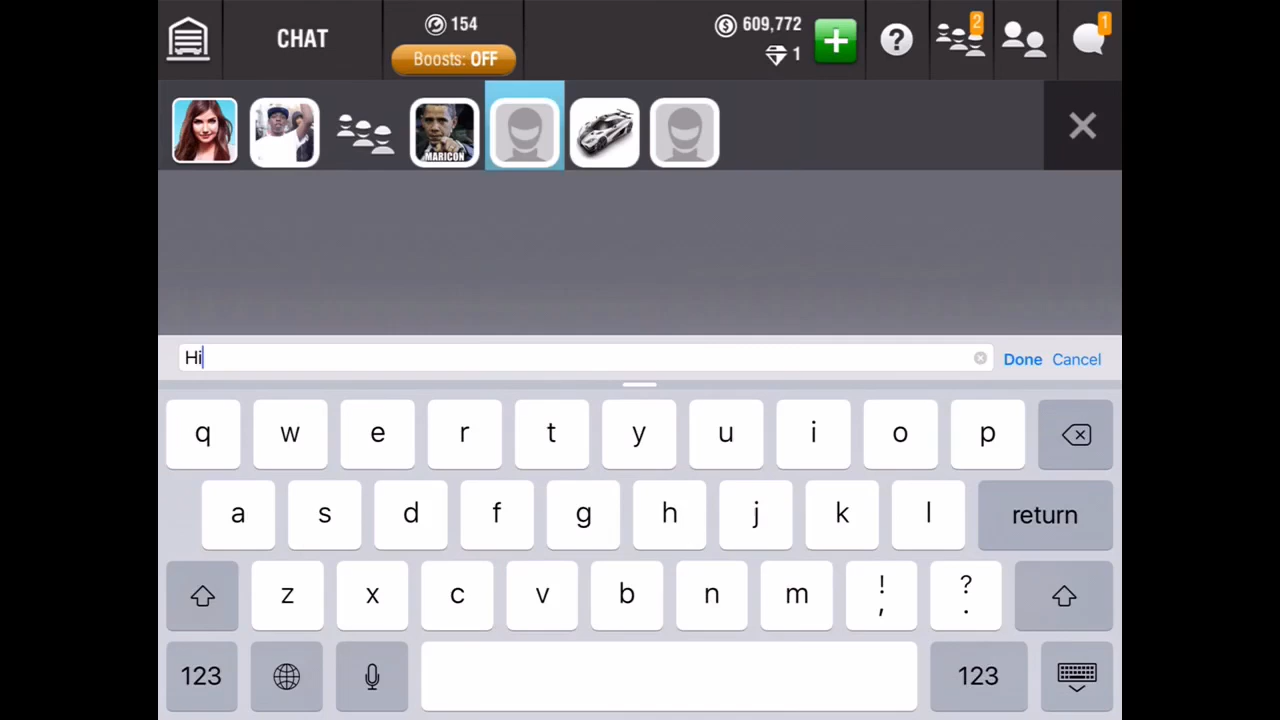 CHAT
154
Boosts: OFF
609,772
1
2
1
MARICON
Hi
Done Cancel
q w e r t y u i o p
a s d f g h j k l return
z x c v b n m ! , ? .
123 123